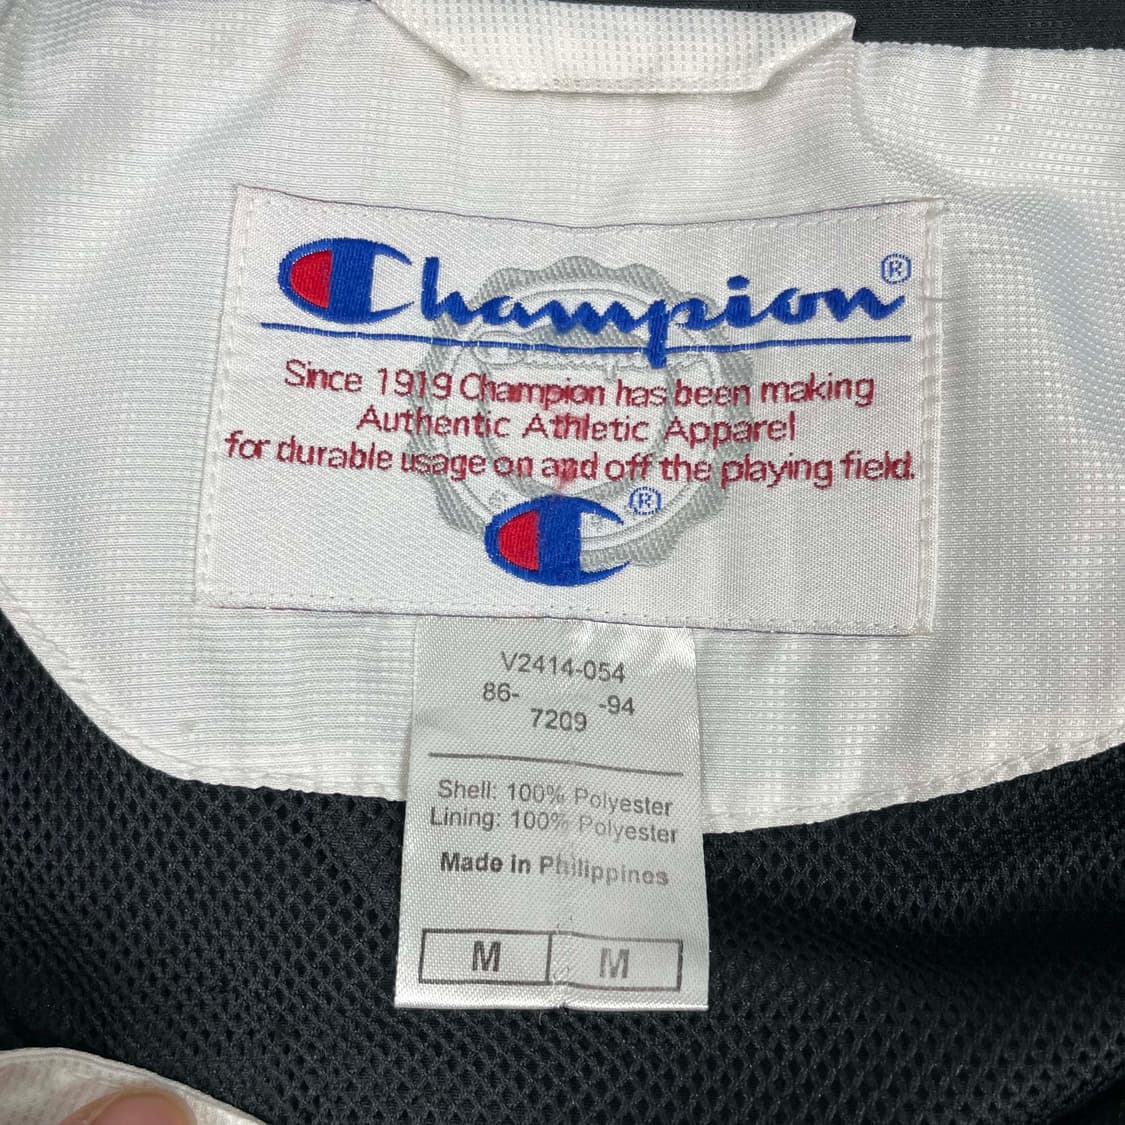 Champion®
Since 1919 Champion has been making
Authentic Athletic Apparel
for durable usage on and off the playing field.
®
V2414-054
86- -94
7209
Shell: 100% Polyester
Lining: 100% Polyester
Made in Philippines
M M